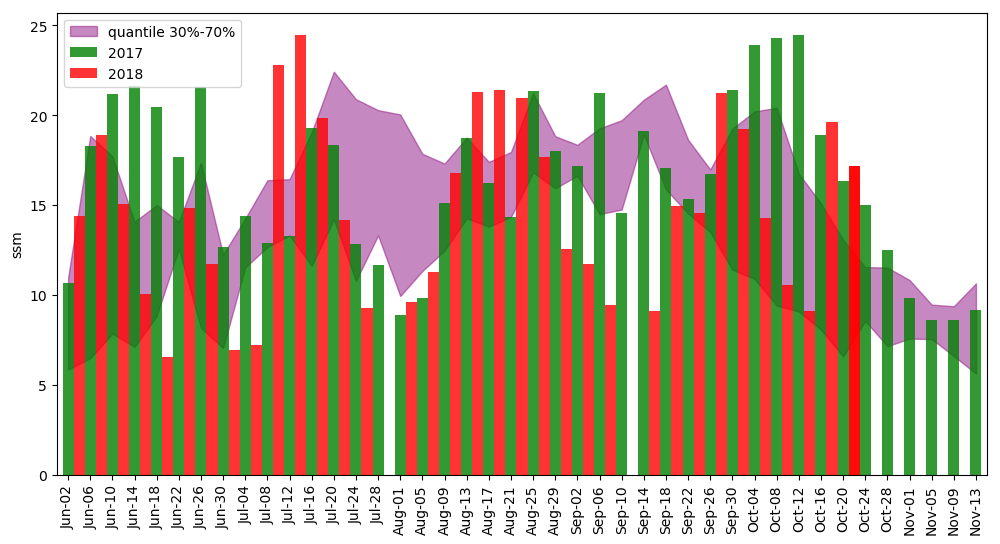 quantile 30%-70%
2017
2018
25
20
15
10
5
0
ssm
Jun-02
Jun-06
Jun-10
Jun-14
Jun-18
Jun-22
Jun-26
Jun-30
Jul-04
Jul-08
Jul-12
Jul-16
Jul-20
Jul-24
Jul-28
Aug-01
Aug-05
Aug-09
Aug-13
Aug-17
Aug-21
Aug-25
Aug-29
Sep-02
Sep-06
Sep-10
Sep-14
Sep-18
Sep-22
Sep-26
Sep-30
Oct-04
Oct-08
Oct-12
Oct-16
Oct-20
Oct-24
Oct-28
Nov-01
Nov-05
Nov-09
Nov-13